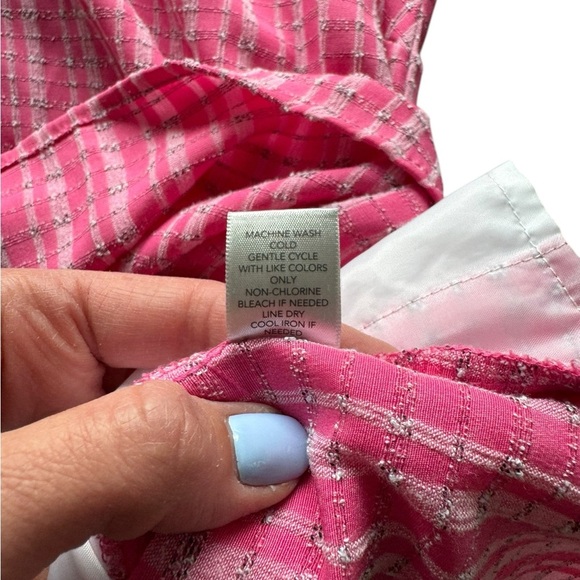 MACHINE WASH
COLD
GENTLE CYCLE
WITH LIKE COLORS
ONLY
NON-CHLORINE
BLEACH IF NEEDED
LINE DRY
COOL IRON IF
NEEDED